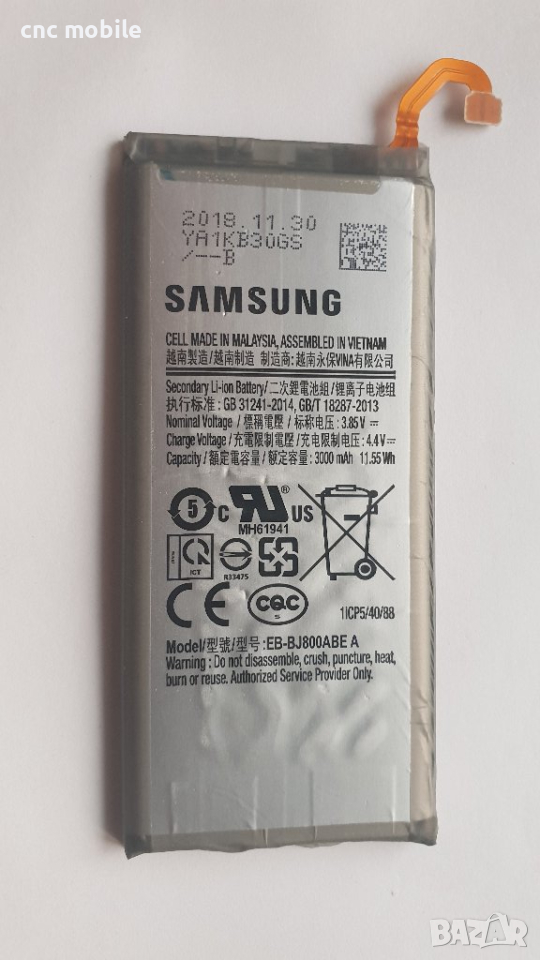 cnc mobile
2018.11.30
YA1KB30GS
/--B
SAMSUNG
CELL MADE IN MALAYSIA, ASSEMBLED IN VIETNAM
越南製造/越南制造 制造商: 越南永保VINA有限公司
Secondary Li-ion Battery/二次鋰電池組/锂离子电池组
执行标准: GB 31241-2014, GB/T 18287-2013
Nominal Voltage / 標稱電壓 / 标称电压: 3.85 V⎓
Charge Voltage / 充電限制電壓 / 充电限制电压: 4.4 V⎓
Capacity / 額定電容量 / 额定容量: 3000 mAh 11.55 Wh
5 c RU ® US
MH61941
ICT
R33475
CE CQC
S
1ICP5/40/88
Model/型號/型号: EB-BJ800ABE A
Warning : Do not disassemble, crush, puncture, heat,
burn or reuse. Authorized Service Provider Only.
BAZAR